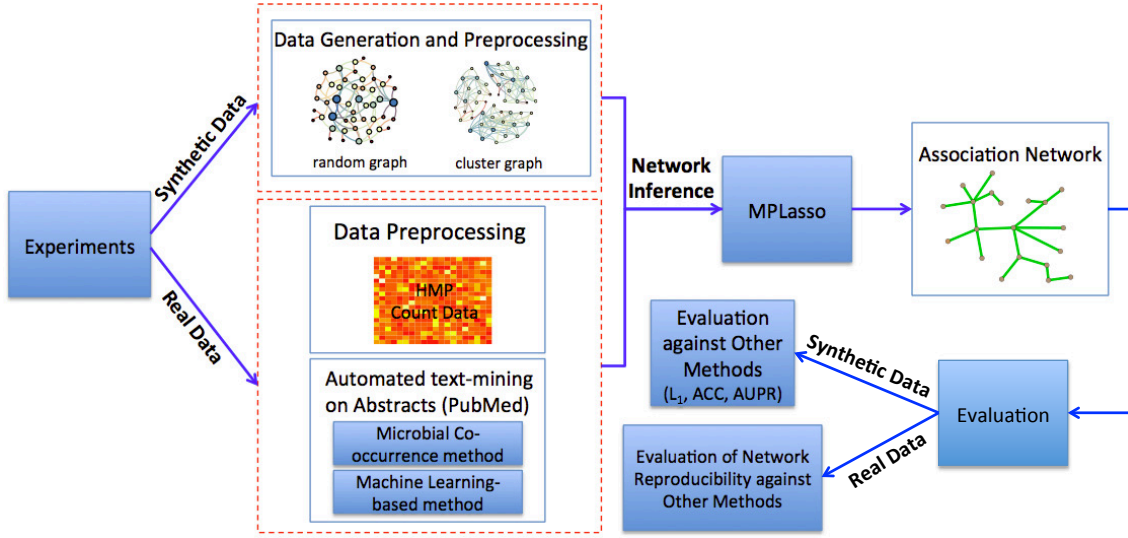 Experiments
Synthetic Data
Real Data
Data Generation and Preprocessing
random graph
cluster graph
Data Preprocessing
HMP
Count Data
Automated text-mining
on Abstracts (PubMed)
Microbial Co-
occurrence method
Machine Learning-
based method
Network
Inference
MPLasso
Association Network
Evaluation
Synthetic Data
Real Data
Evaluation
against Other
Methods
(L1, ACC, AUPR)
Evaluation of Network
Reproducibility against
Other Methods